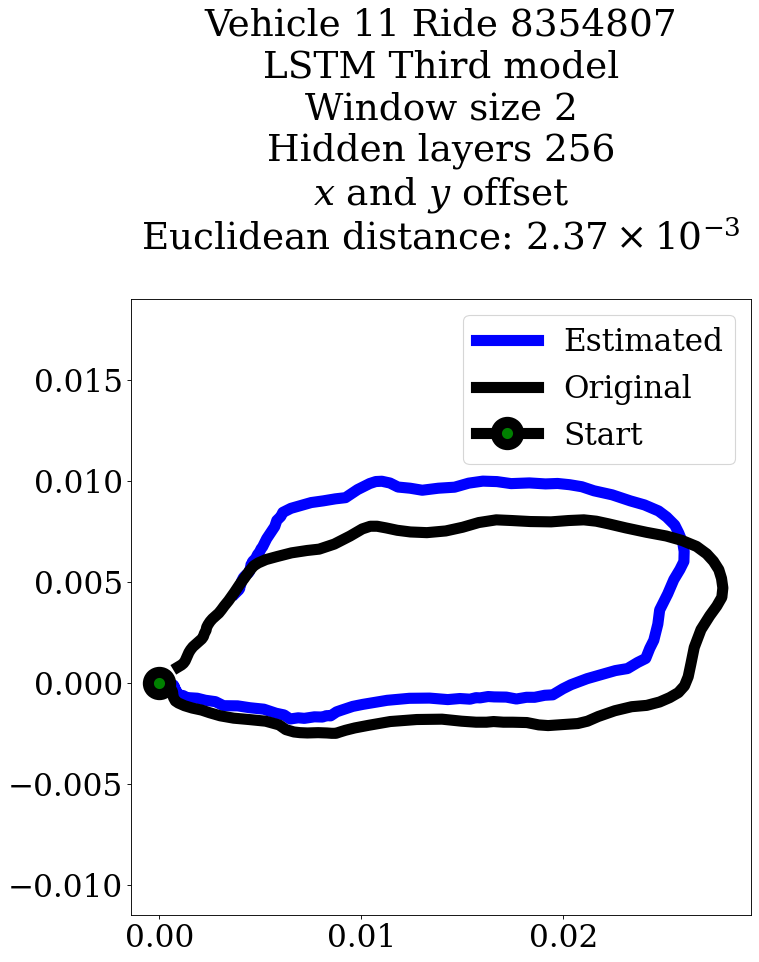 Vehicle 11 Ride 8354807
LSTM Third model
Window size 2
Hidden layers 256
x and y offset
Euclidean distance: 2.37 × 10⁻³
Estimated
Original
Start
0.015
0.010
0.005
0.000
−0.005
−0.010
0.00 0.01 0.02